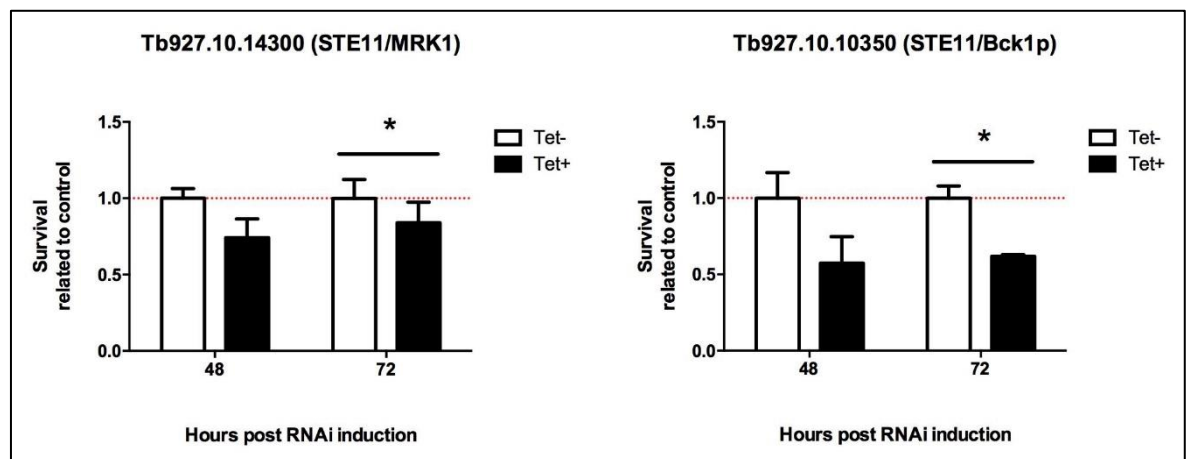 Tb927.10.14300 (STE11/MRK1)
Survival
related to control
1.5
1.0
0.5
0.0
*
Tet-
Tet+
48
72
Hours post RNAi induction
Tb927.10.10350 (STE11/Bck1p)
Survival
related to control
1.5
1.0
0.5
0.0
*
Tet-
Tet+
48
72
Hours post RNAi induction